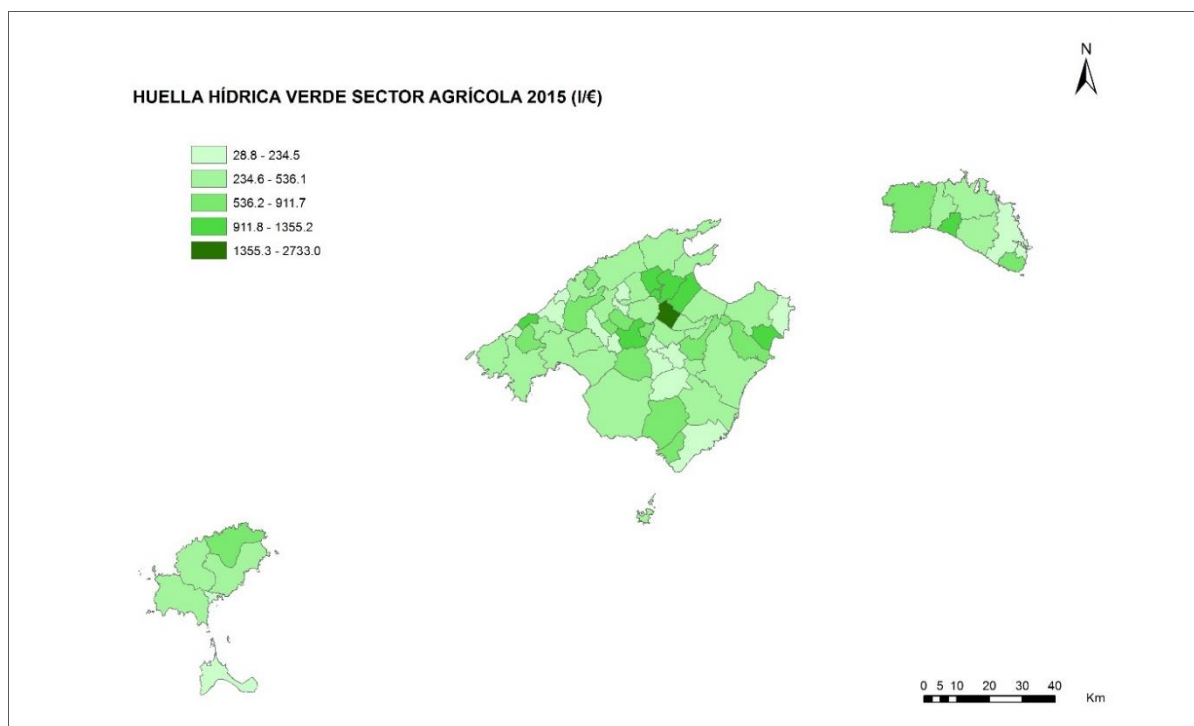 N
HUELLA HÍDRICA VERDE SECTOR AGRÍCOLA 2015 (l/€)
28.8 - 234.5
234.6 - 536.1
536.2 - 911.7
911.8 - 1355.2
1355.3 - 2733.0
0 5 10 20 30 40
Km